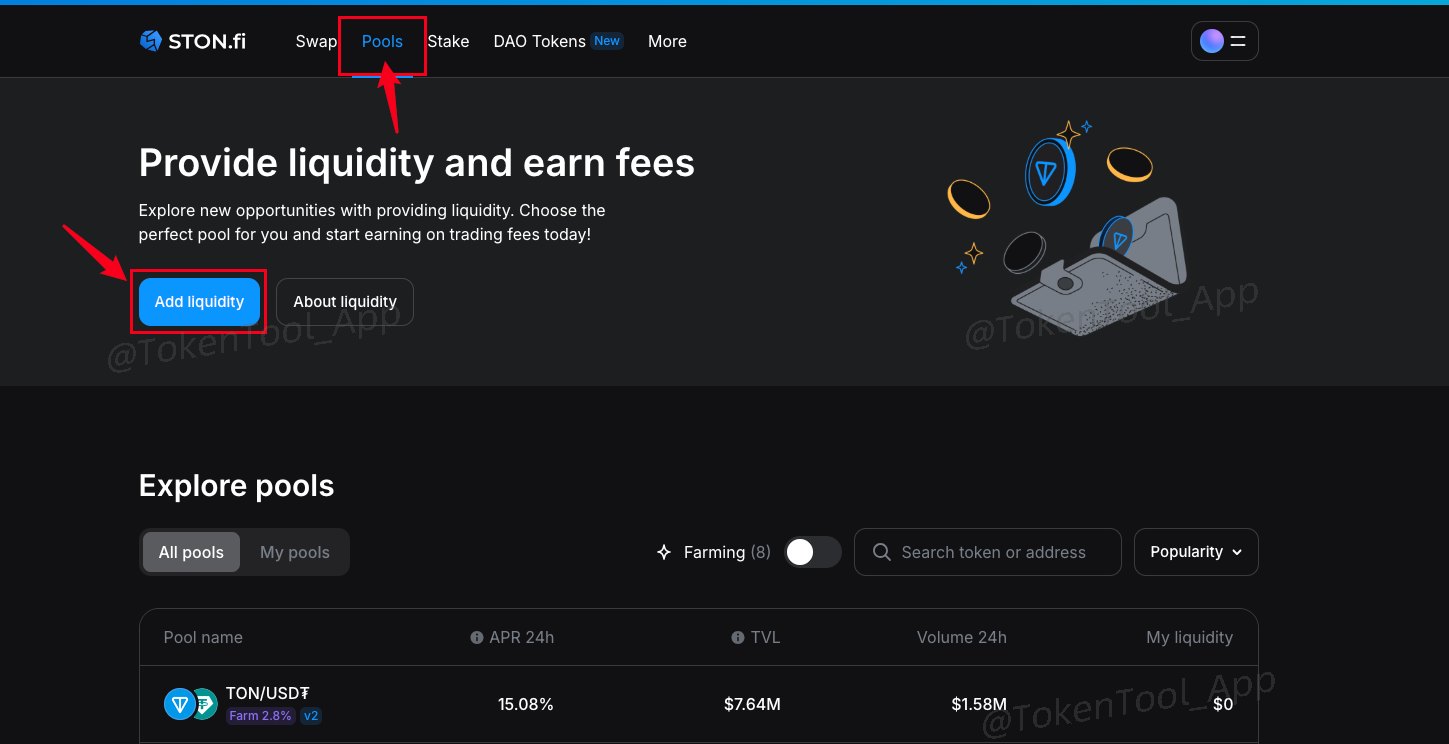 STON.fi Swap Pools Stake DAO Tokens New More
Provide liquidity and earn fees
Explore new opportunities with providing liquidity. Choose the
perfect pool for you and start earning on trading fees today!
Add liquidity About liquidity
@TokenTool_App
@TokenTool_App
Explore pools
All pools My pools Farming (8) Search token or address Popularity
Pool name APR 24h TVL Volume 24h My liquidity
TON/USD₮
Farm 2.8% v2
15.08% $7.64M $1.58M $0
@TokenTool_App